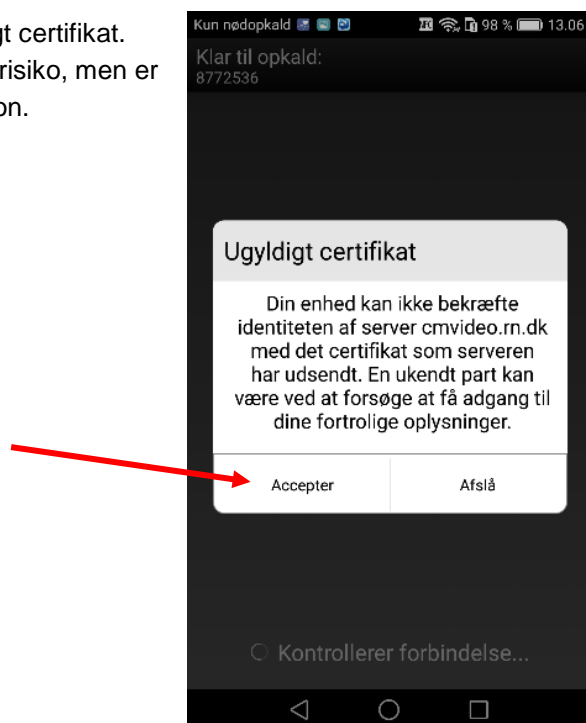 gt certifikat.
risiko, men er
on.
Kun nødopkald 98 % 13.06
Klar til opkald:
8772536
Ugyldigt certifikat
Din enhed kan ikke bekræfte
identiteten af server cmvideo.rn.dk
med det certifikat som serveren
har udsendt. En ukendt part kan
være ved at forsøge at få adgang til
dine fortrolige oplysninger.
Accepter Afslå
Kontrollerer forbindelse...